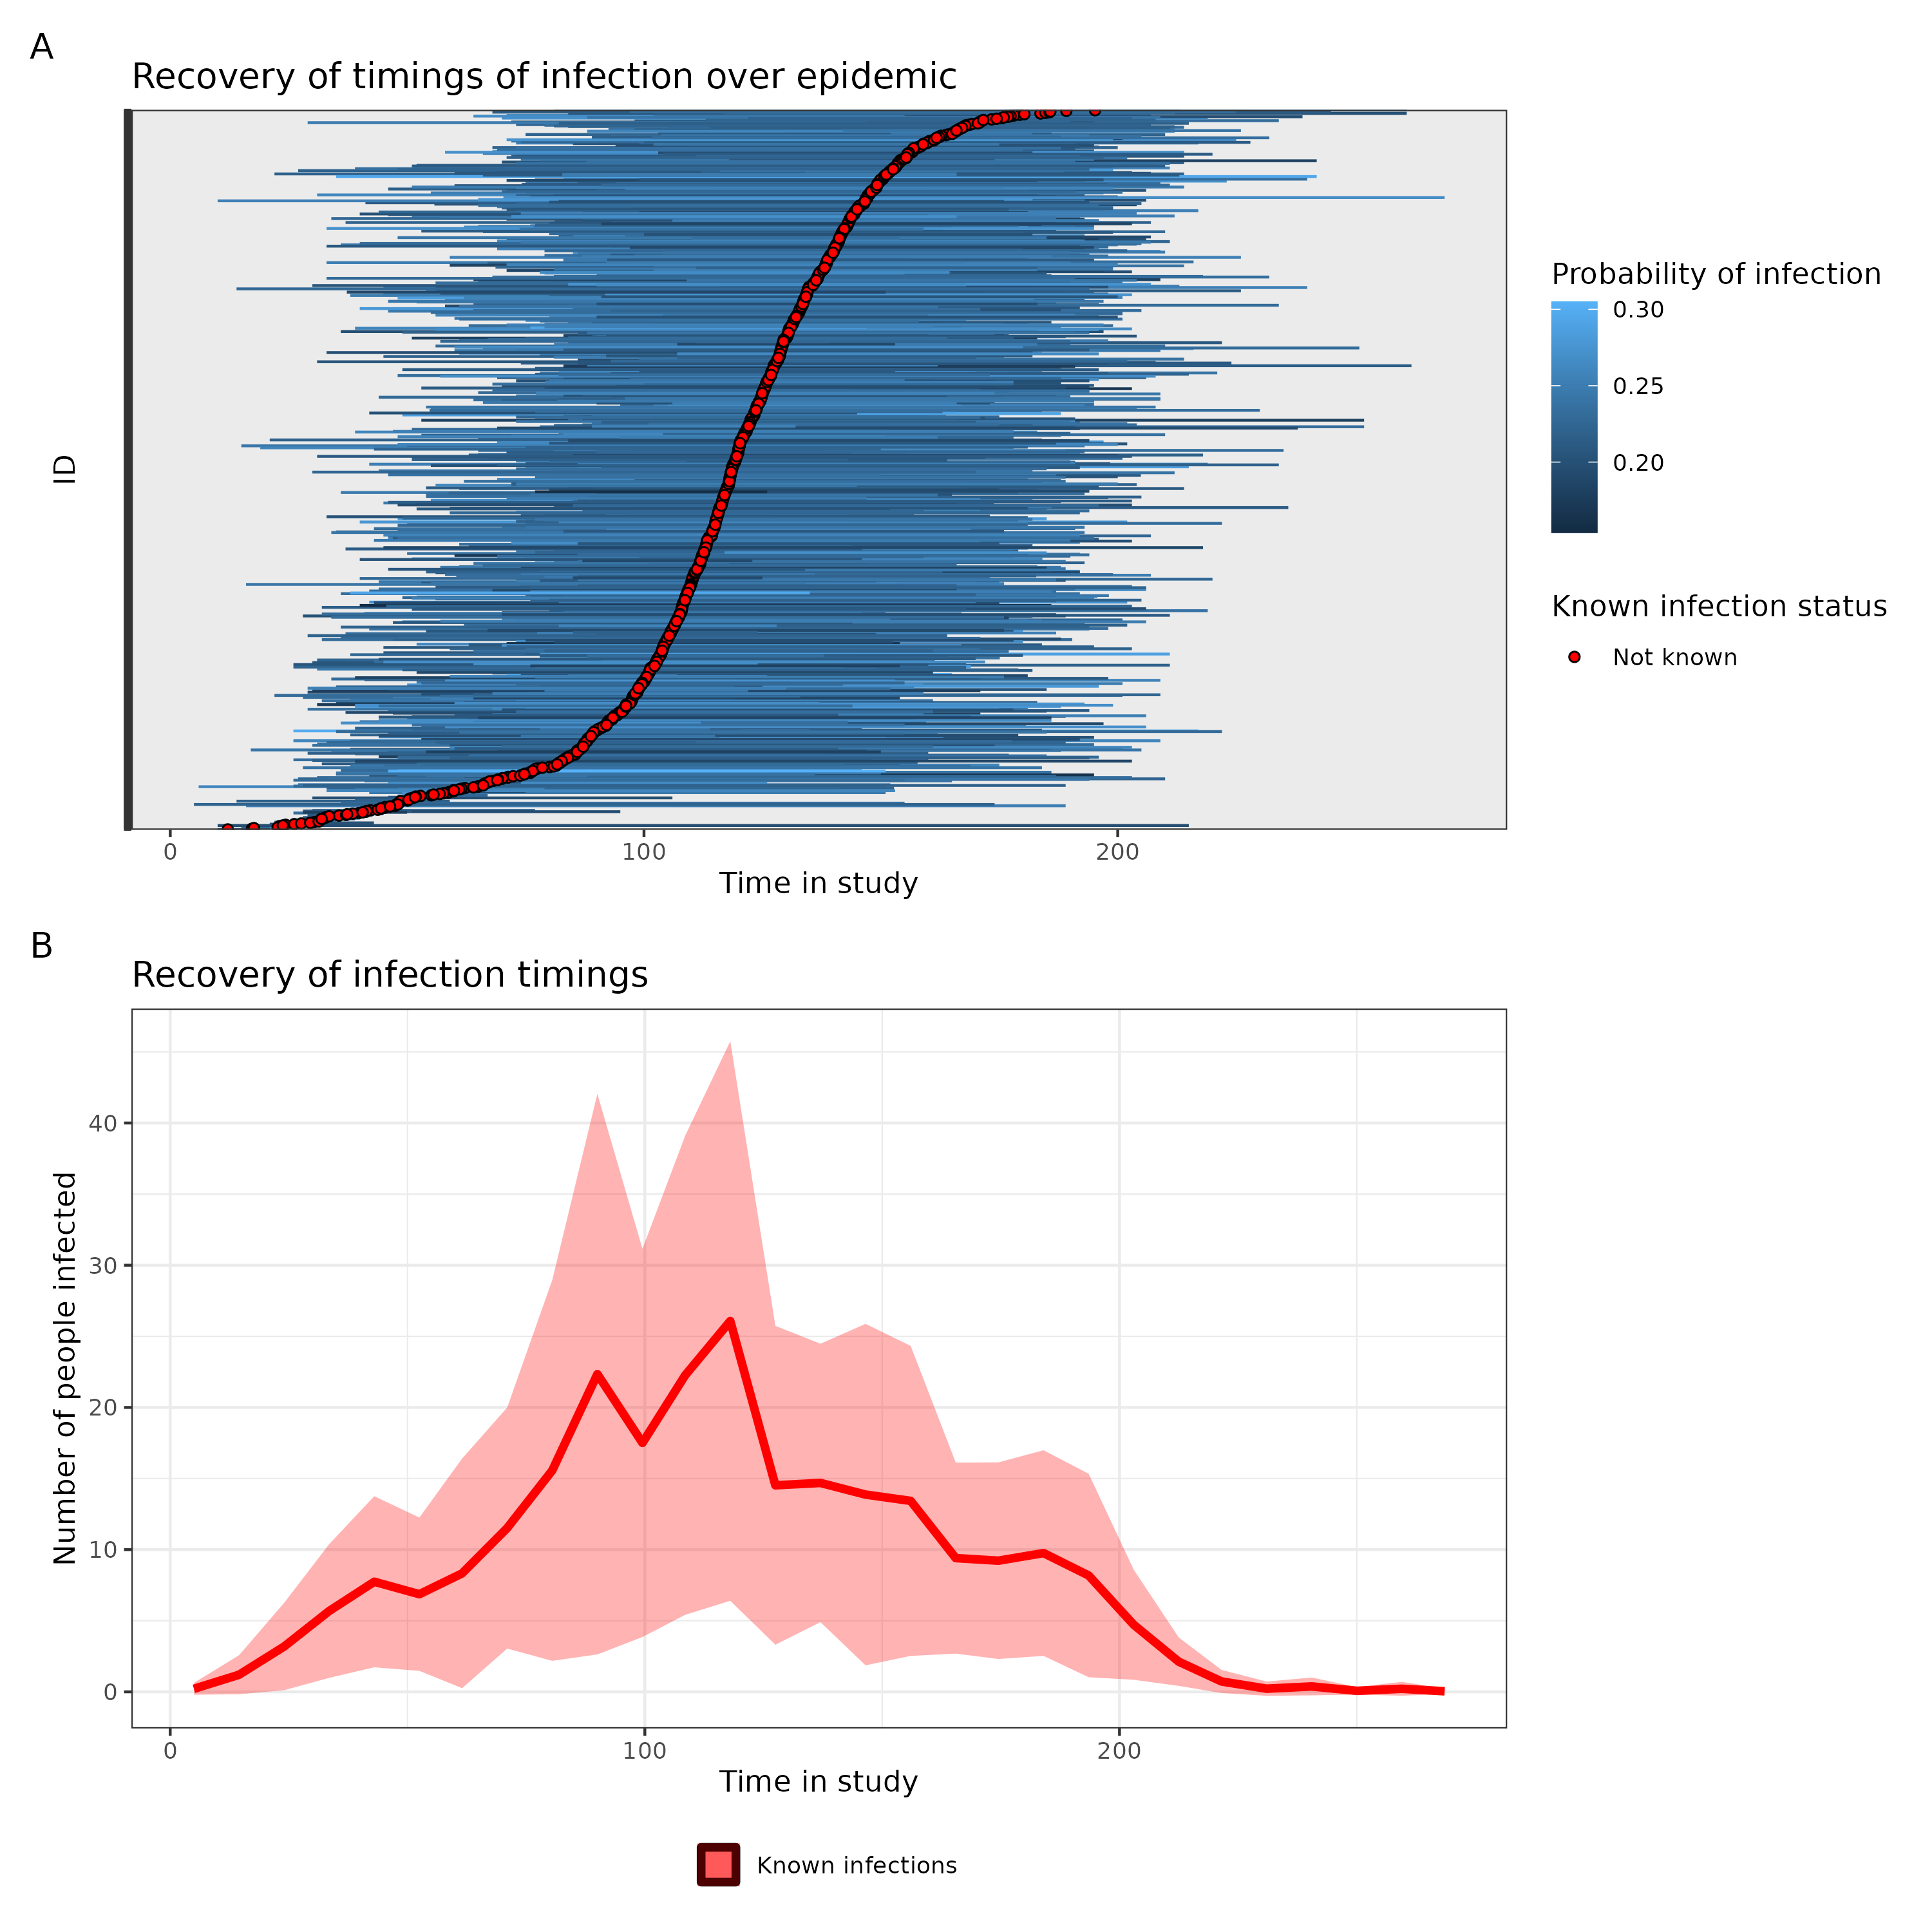 A
Recovery of timings of infection over epidemic
ID
0 100 200
Time in study
Probability of infection
0.30
0.25
0.20
Known infection status
Not known
B
Recovery of infection timings
Number of people infected
40
30
20
10
0
0 100 200
Time in study
Known infections